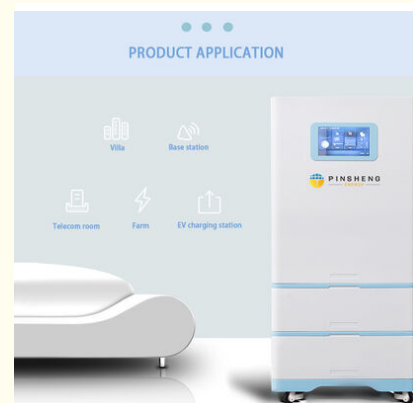 PRODUCT APPLICATION
Villa
Base station
Telecom room
Farm
EV charging station
PINSHENG
ENERGY